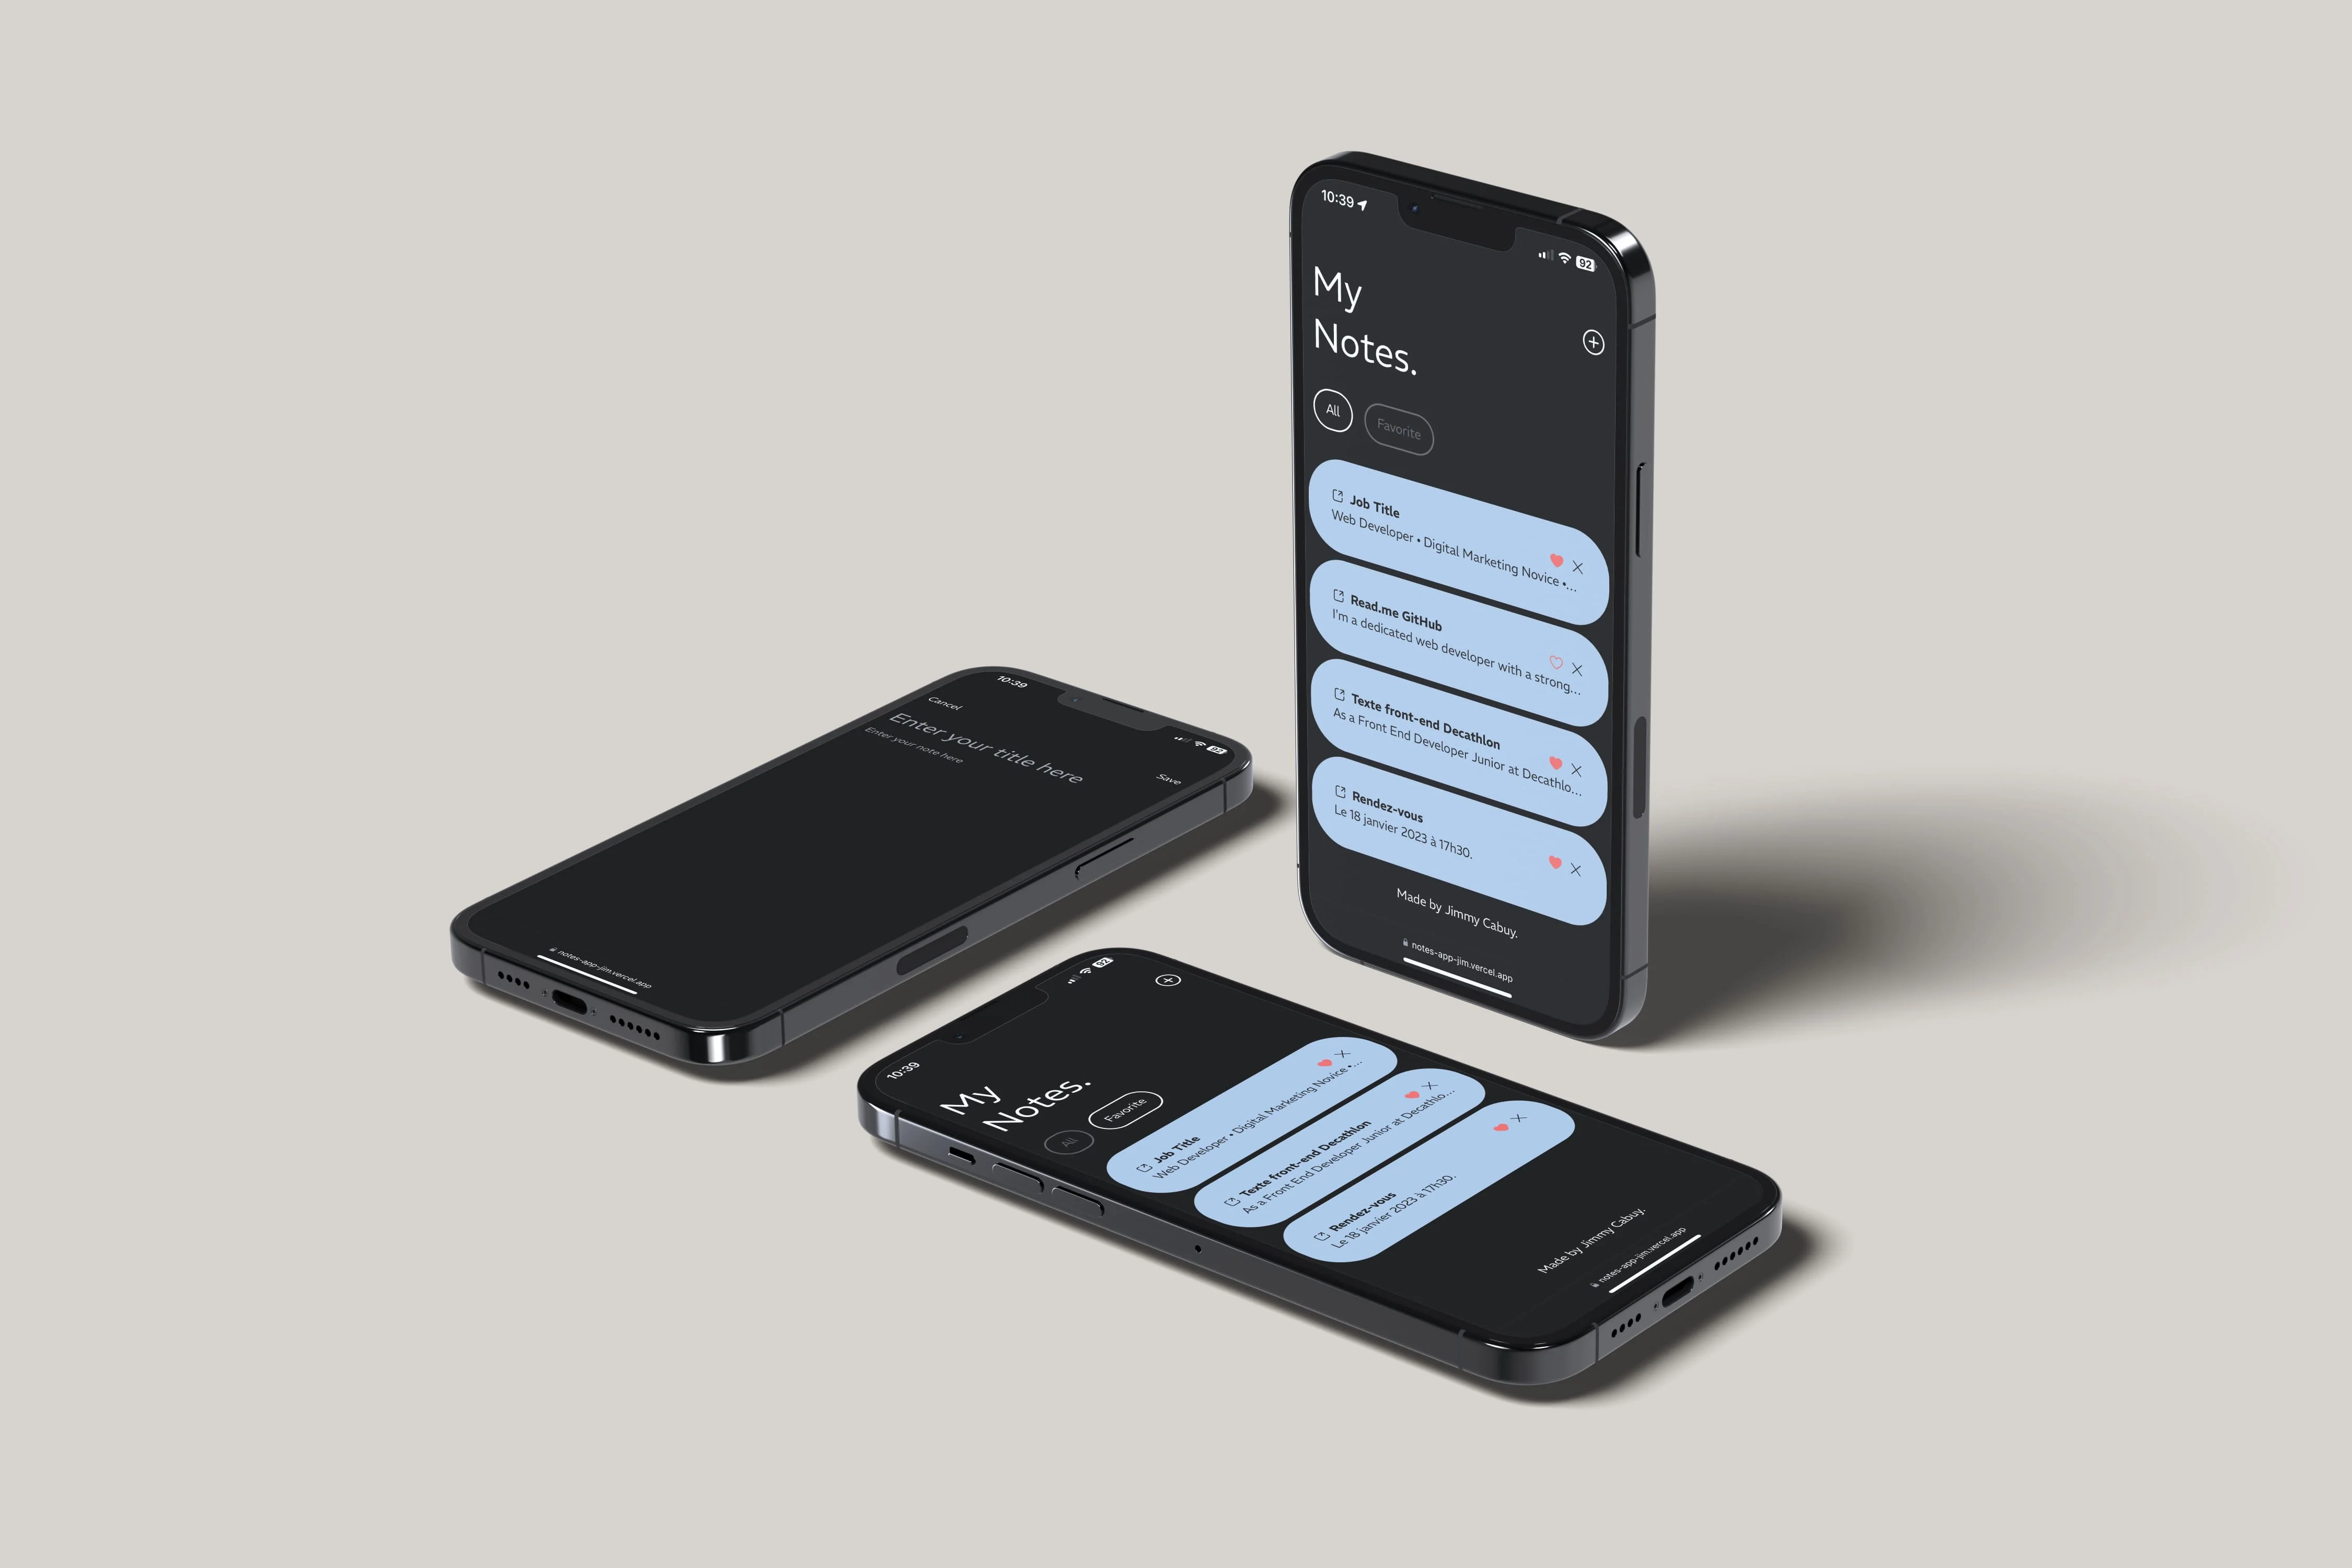 10:39
92
My
Notes.
All
Favorite
Job Title
Web Developer • Digital Marketing Novice •...
Read.me GitHub
I'm a dedicated web developer with a strong...
Texte front-end Decathlon
As a Front End Developer Junior at Decathlo...
Rendez-vous
Le 18 janvier 2023 à 17h30.
Made by Jimmy Cabuy.
notes-app-jim.vercel.app
10:39
92
Cancel
Save
Enter your title here
Enter your note here
notes-app-jim.vercel.app
10:39
92
My
Notes.
All
Favorite
Job Title
Web Developer • Digital Marketing Novice •...
Texte front-end Decathlon
As a Front End Developer Junior at Decathlo...
Rendez-vous
Le 18 janvier 2023 à 17h30.
Made by Jimmy Cabuy.
notes-app-jim.vercel.app